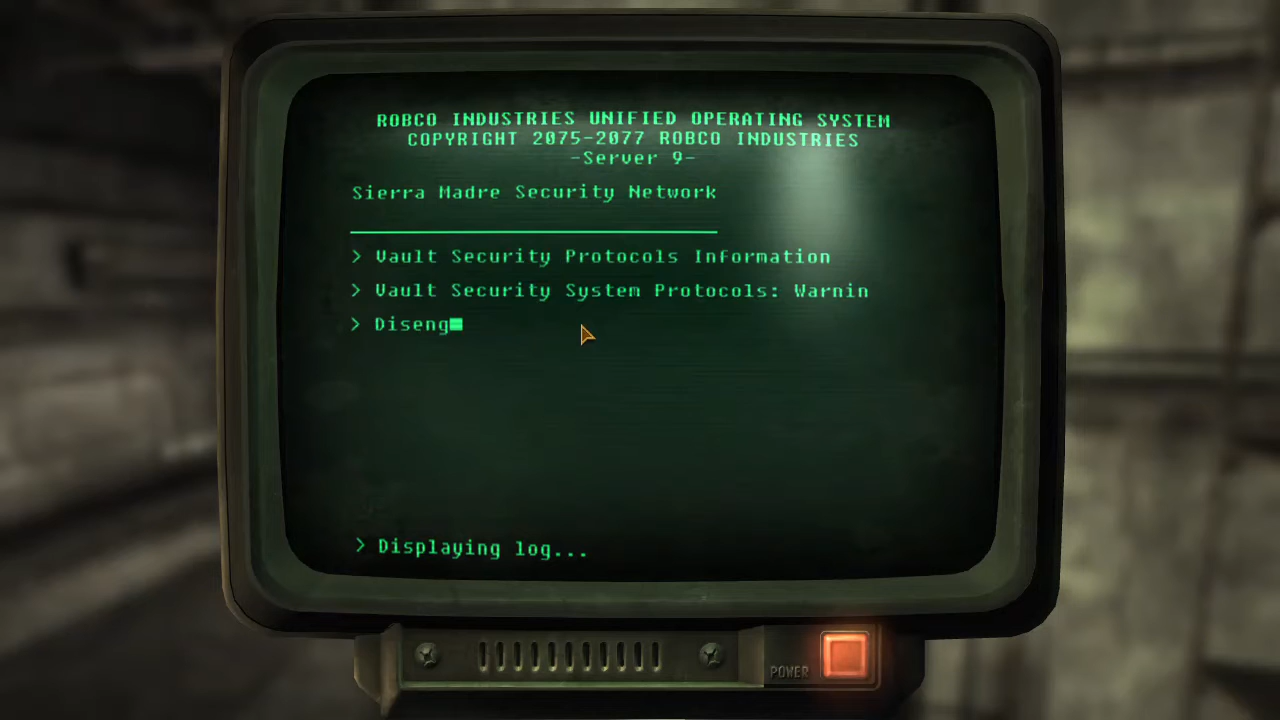 ROBCO INDUSTRIES UNIFIED OPERATING SYSTEM
COPYRIGHT 2075-2077 ROBCO INDUSTRIES
-Server 9-
Sierra Madre Security Network
> Vault Security Protocols Information
> Vault Security System Protocols: Warnin
> Diseng
> Displaying log...
POWER